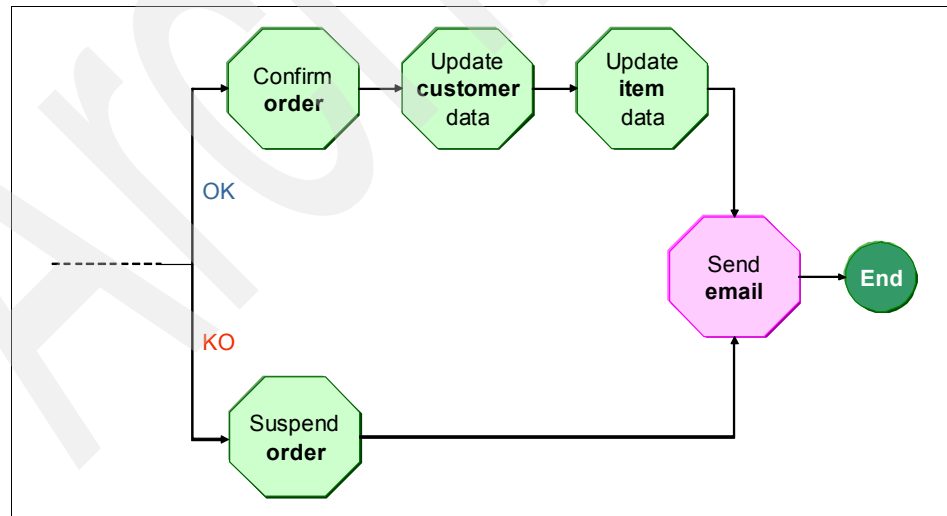 Confirm
order
Update
customer
data
Update
item
data
OK
Send
email
End
KO
Suspend
order